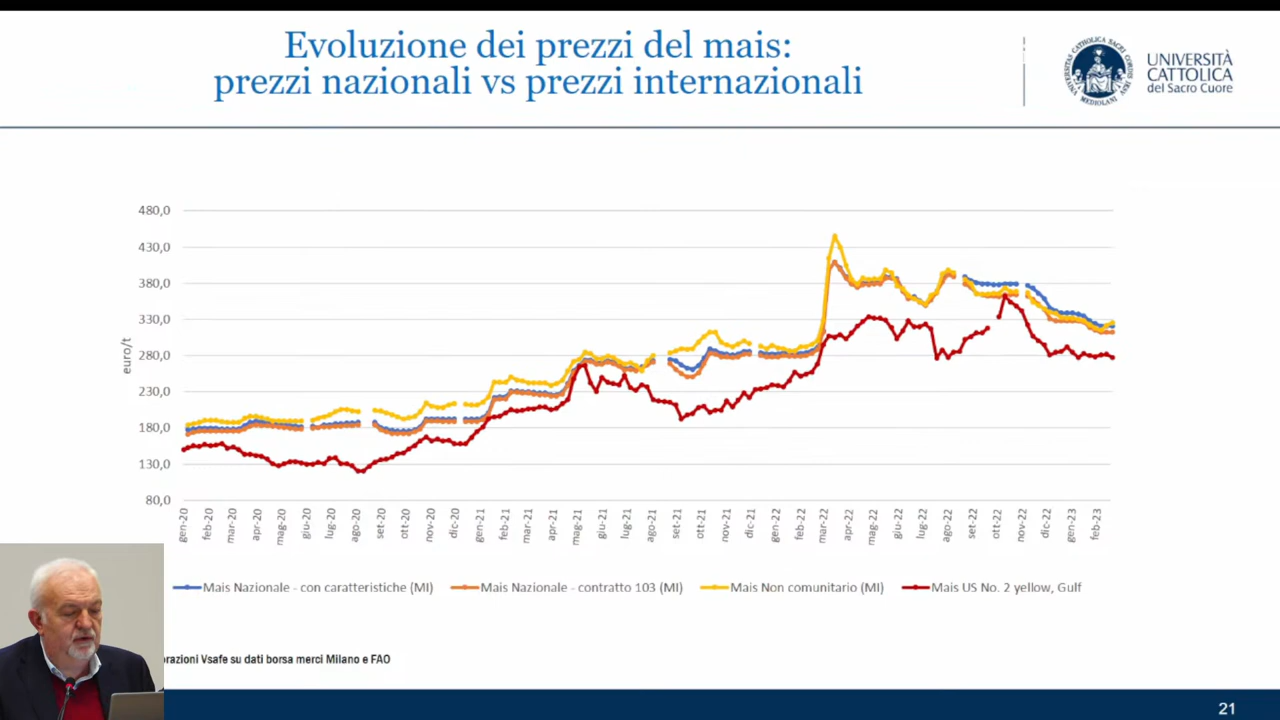 Evoluzione dei prezzi del mais:
prezzi nazionali vs prezzi internazionali
UNIVERSITÀ
CATTOLICA
del Sacro Cuore
480,0
430,0
380,0
330,0
280,0
230,0
180,0
130,0
80,0
euro/t
gen-20 feb-20 mar-20 apr-20 mag-20 giu-20 lug-20 ago-20 set-20 ott-20 nov-20 dic-20 gen-21 feb-21 mar-21 apr-21 mag-21 giu-21 lug-21 ago-21 set-21 ott-21 nov-21 dic-21 gen-22 feb-22 mar-22 apr-22 mag-22 giu-22 lug-22 ago-22 set-22 ott-22 nov-22 dic-22 gen-23 feb-23
Mais Nazionale - con caratteristiche (MI) Mais Nazionale - contratto 103 (MI) Mais Non comunitario (MI) Mais US No. 2 yellow, Gulf
orazioni Vsafe su dati borsa merci Milano e FAO
21